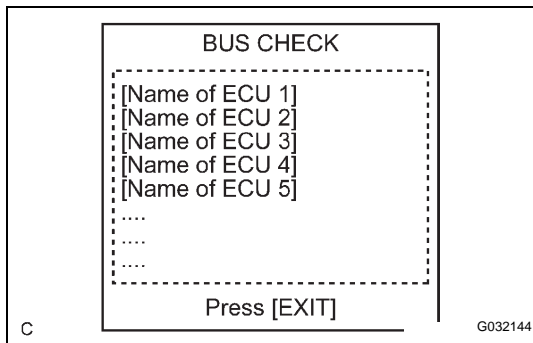 BUS CHECK
[Name of ECU 1]
[Name of ECU 2]
[Name of ECU 3]
[Name of ECU 4]
[Name of ECU 5]
....
....
....
Press [EXIT]
C
G032144